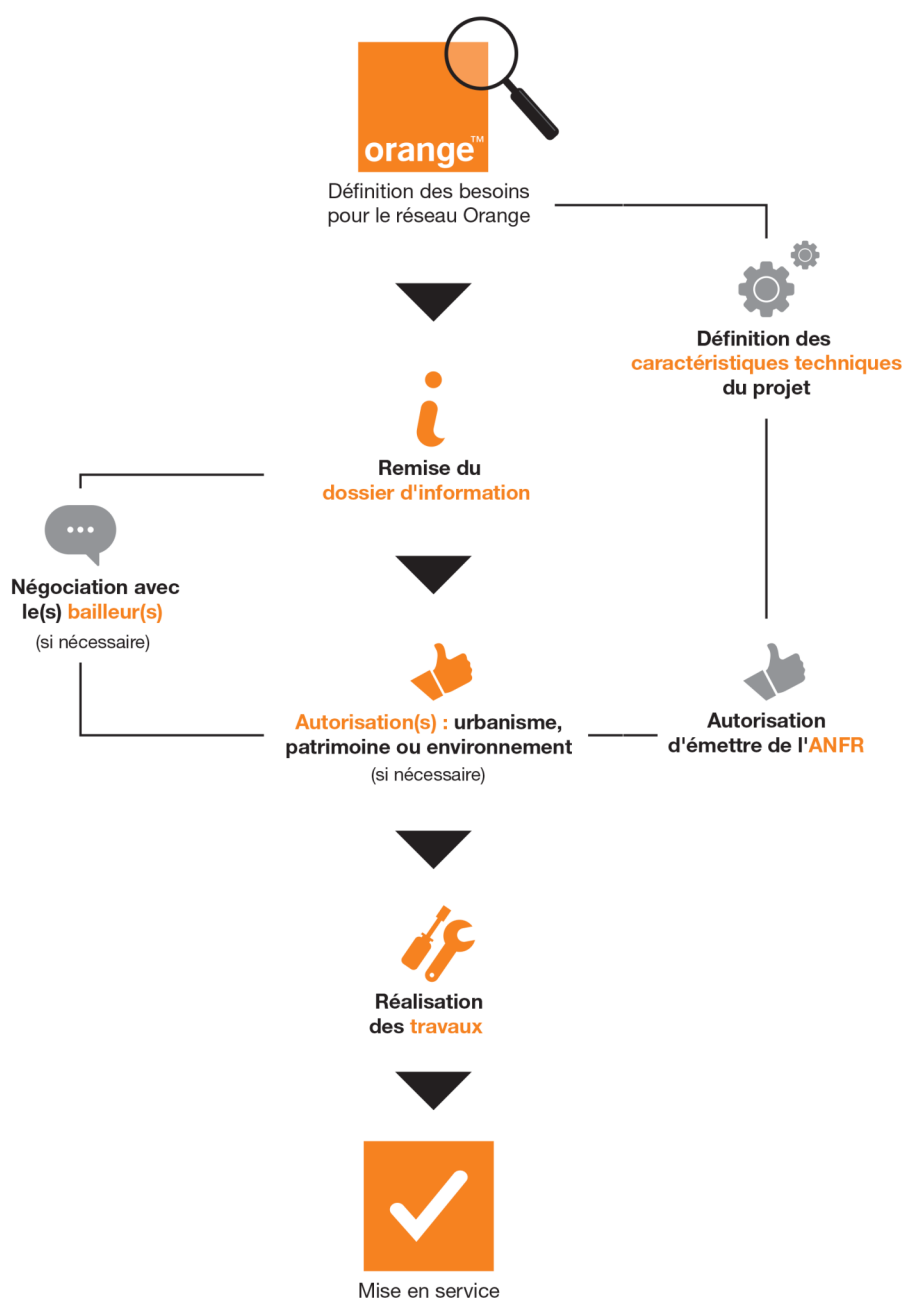 orange™
Définition des besoins
pour le réseau Orange
Définition des
caractéristiques techniques
du projet
Remise du
dossier d'information
Négociation avec
le(s) bailleur(s)
(si nécessaire)
Autorisation(s) : urbanisme,
patrimoine ou environnement
(si nécessaire)
Autorisation
d'émettre de l'ANFR
Réalisation
des travaux
Mise en service